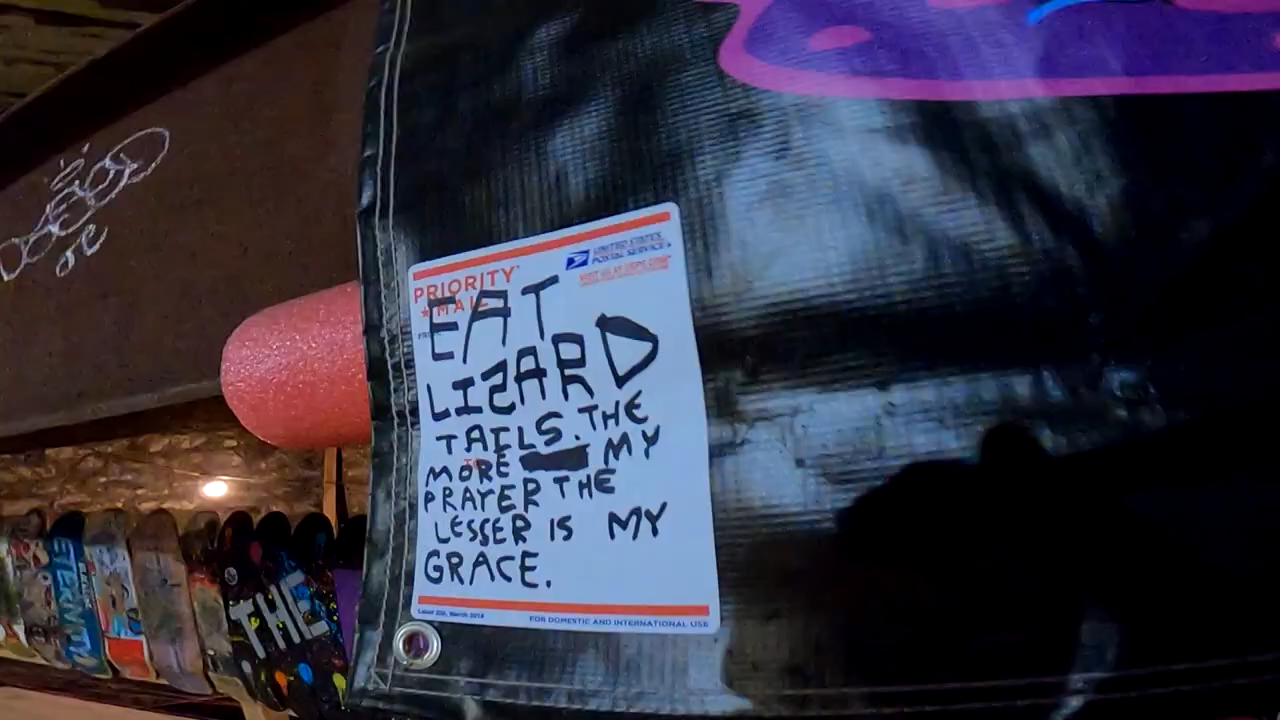 PRIORITY
★ MAIL
UNITED STATES
POSTAL SERVICE
EAT
LIZARD
TAILS. THE
MORE MY
PRAYER THE
LESSER IS MY
GRACE.
FOR DOMESTIC AND INTERNATIONAL USE
THE